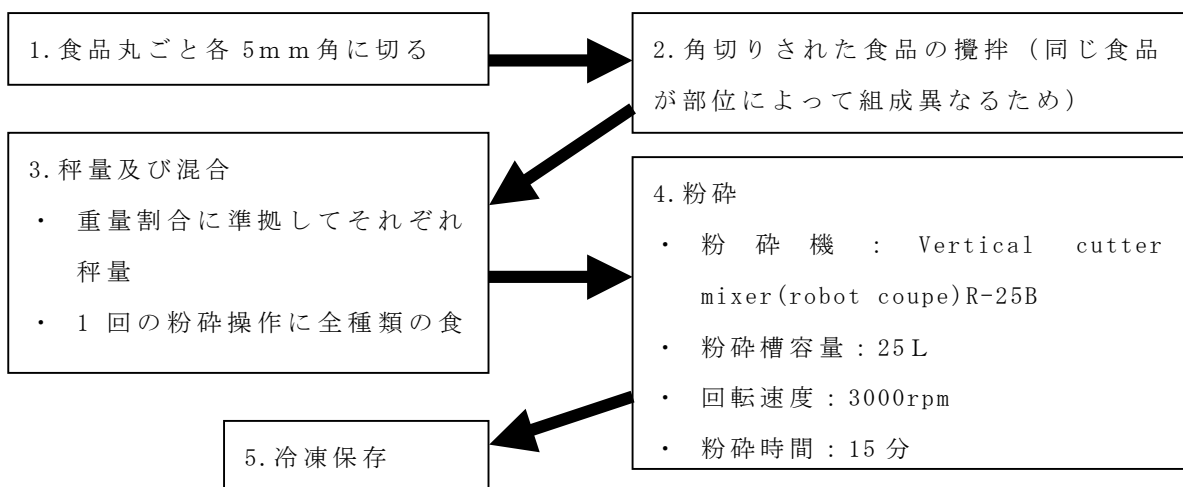 1.食品丸ごと各5mm角に切る
2.角切りされた食品の攪拌（同じ食品
が部位によって組成異なるため）
3.秤量及び混合
・ 重量割合に準拠してそれぞれ
秤量
・ 1 回の粉砕操作に全種類の食
4.粉砕
・ 粉砕機：Vertical cutter
mixer(robot coupe)R-25B
・ 粉砕槽容量：25L
・ 回転速度：3000rpm
・ 粉砕時間：15分
5.冷凍保存